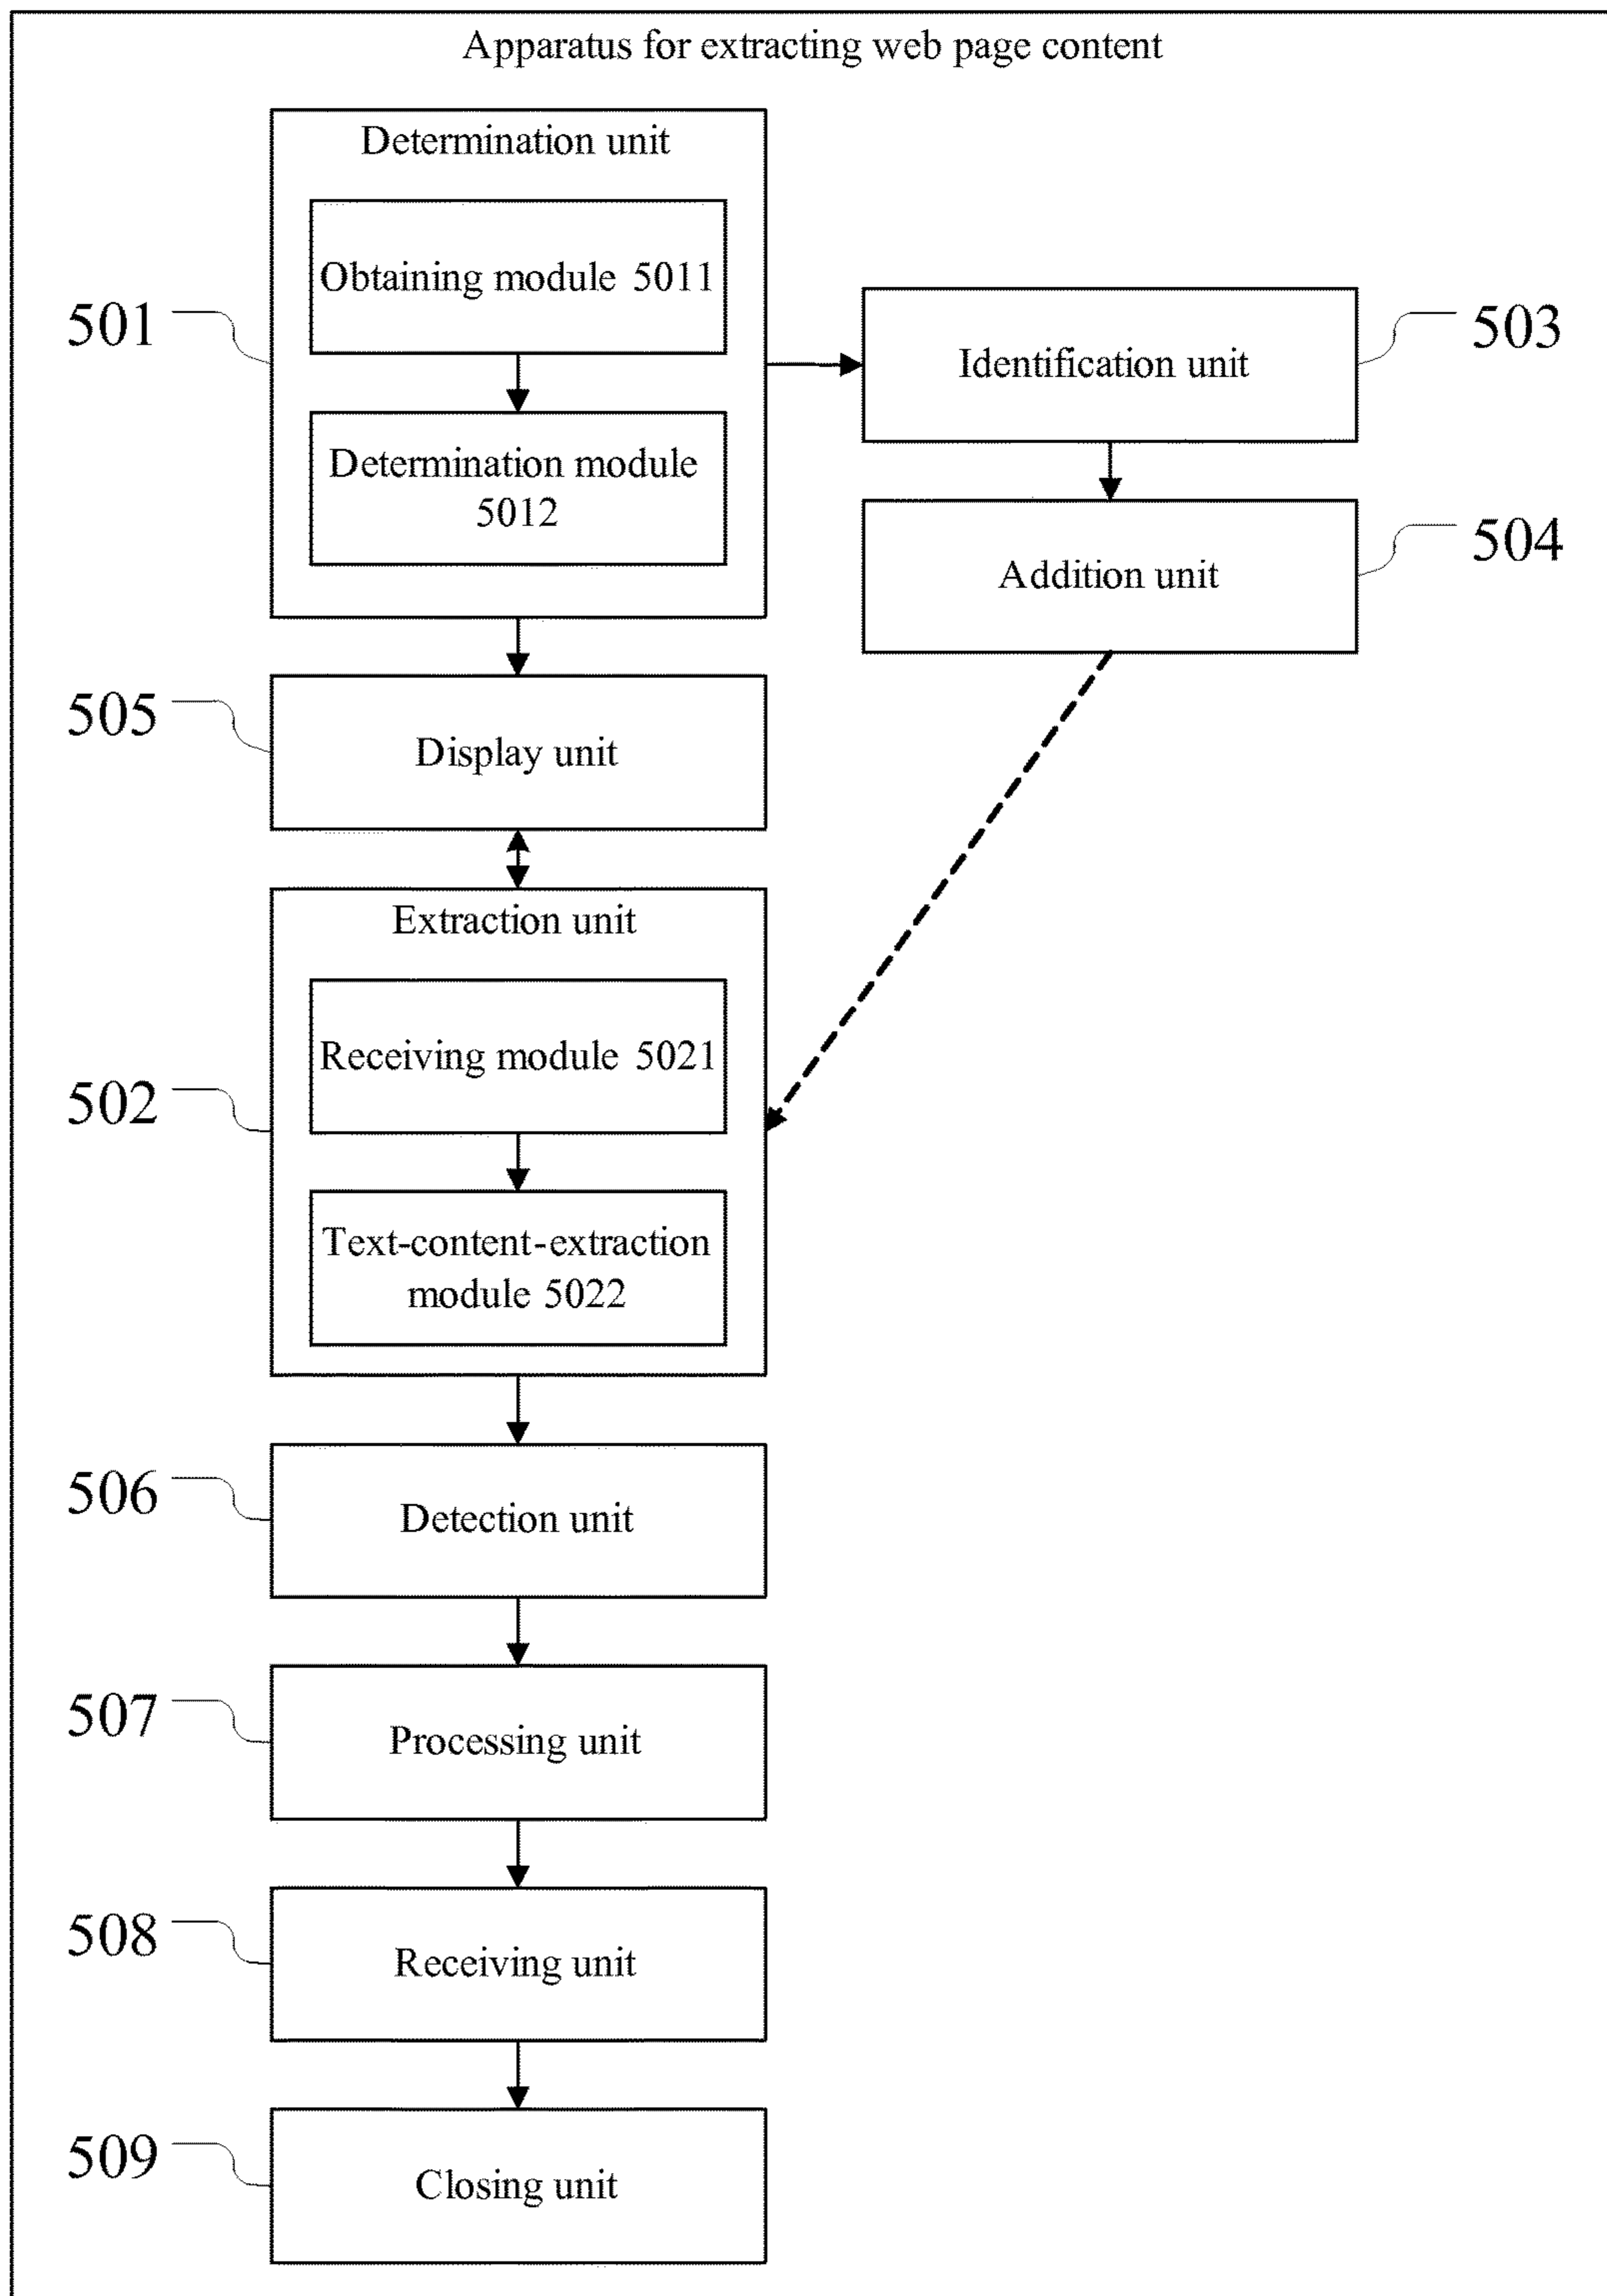 Apparatus for extracting web page content
Determination unit
Obtaining module 5011
501
503
Identification unit
Determination module
5012
504
Addition unit
505
Display unit
Extraction unit
Receiving module 5021
502
Text-content-extraction
module 5022
506
Detection unit
507
Processing unit
508
Receiving unit
509
Closing unit